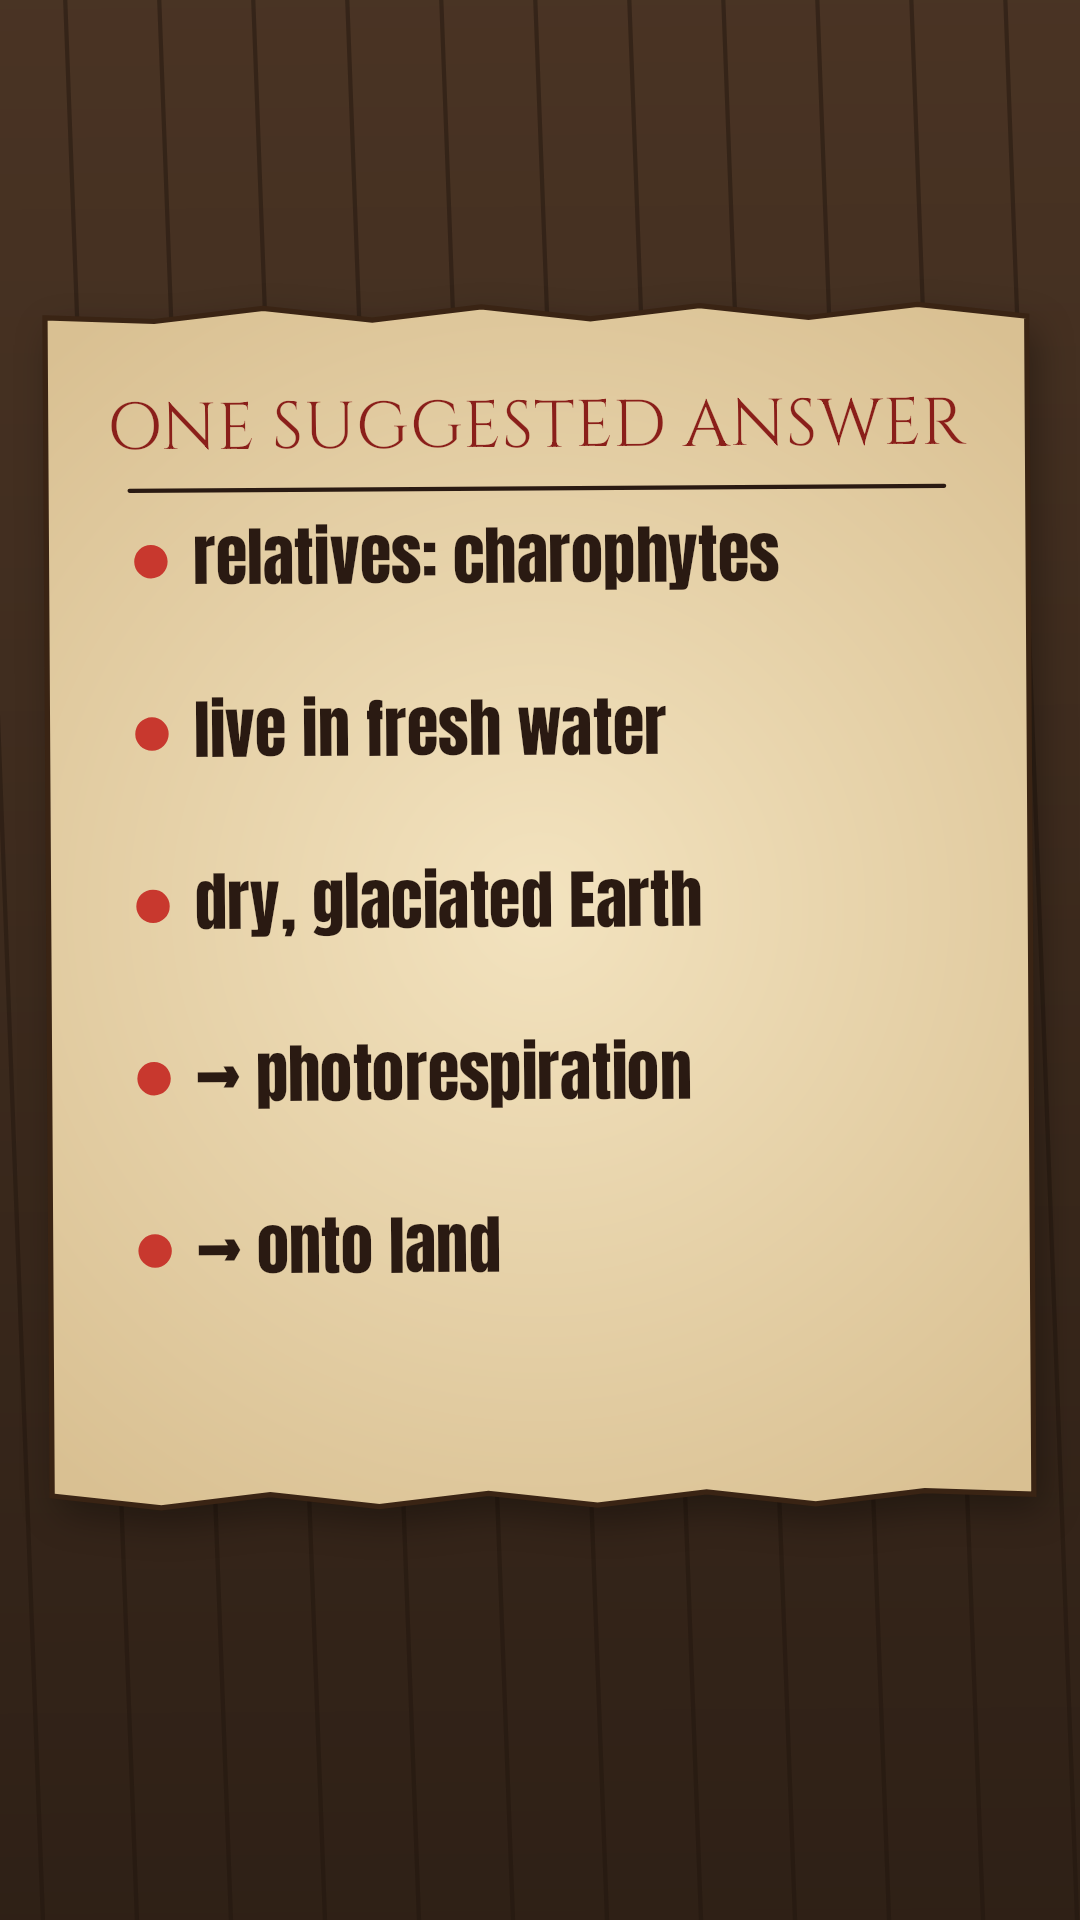 ONE SUGGESTED ANSWER
relatives: charophytes
live in fresh water
dry, glaciated Earth
→ photorespiration
→ onto land